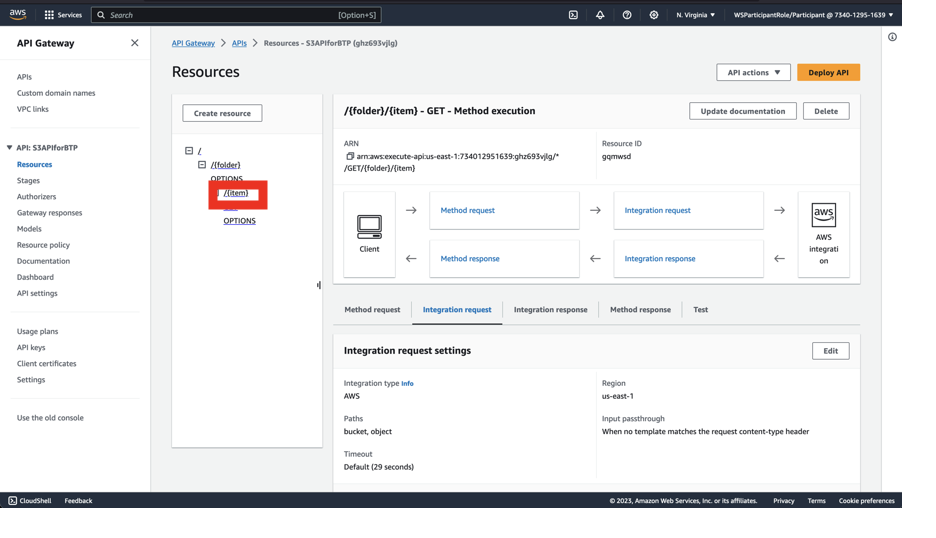 aws
Services
Search
[Option+S]
N. Virginia ▼
WSParticipantRole/Participant @ 7340-1295-1639 ▼
API Gateway
APIs
Custom domain names
VPC links
▼ API: S3APIforBTP
Resources
Stages
Authorizers
Gateway responses
Models
Resource policy
Documentation
Dashboard
API settings
Usage plans
API keys
Client certificates
Settings
Use the old console
API Gateway > APIs > Resources - S3APIforBTP (ghz693vjlg)
Resources
API actions ▼
Deploy API
Create resource
/
/{folder}
OPTIONS
/{item}
OPTIONS
/{folder}/{item} - GET - Method execution
Update documentation
Delete
ARN
arn:aws:execute-api:us-east-1:734012951639:ghz693vjlg/*
/GET/{folder}/{item}
Resource ID
gqmwsd
Client
Method request
Integration request
Method response
Integration response
aws
AWS
integrati
on
Method request
Integration request
Integration response
Method response
Test
Integration request settings
Edit
Integration type Info
AWS
Region
us-east-1
Paths
bucket, object
Input passthrough
When no template matches the request content-type header
Timeout
Default (29 seconds)
CloudShell
Feedback
© 2023, Amazon Web Services, Inc. or its affiliates.
Privacy
Terms
Cookie preferences